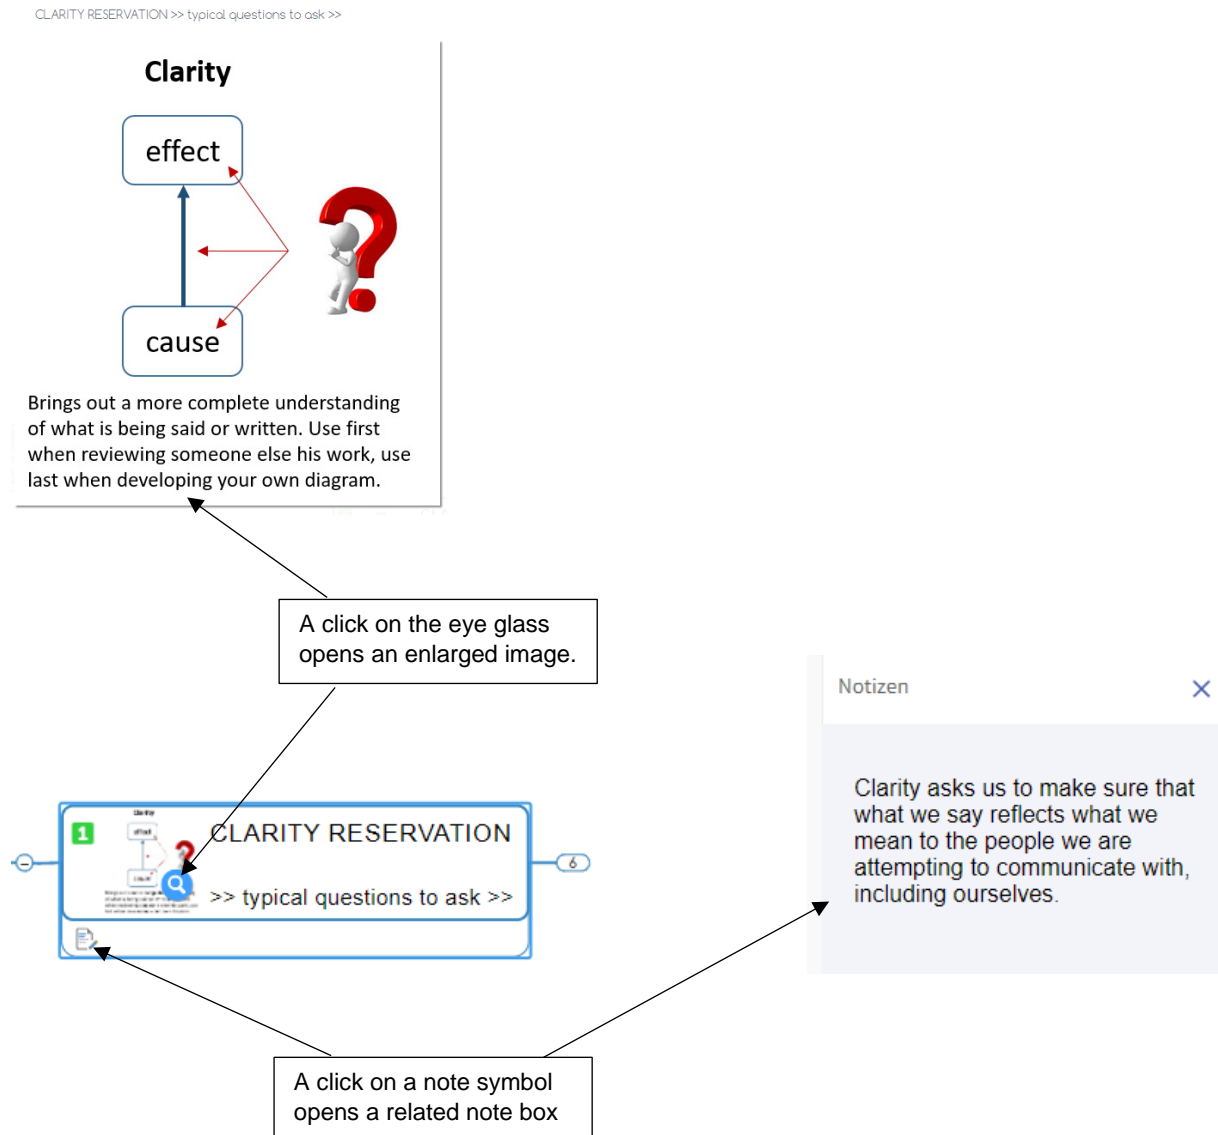 CLARITY RESERVATION >> typical questions to ask >>
Clarity
effect
cause
Brings out a more complete understanding
of what is being said or written. Use first
when reviewing someone else his work, use
last when developing your own diagram.
A click on the eye glass
opens an enlarged image.
Notizen
Clarity asks us to make sure that
what we say reflects what we
mean to the people we are
attempting to communicate with,
including ourselves.
1
Clarity
effect
cause
CLARITY RESERVATION
>> typical questions to ask >>
6
A click on a note symbol
opens a related note box